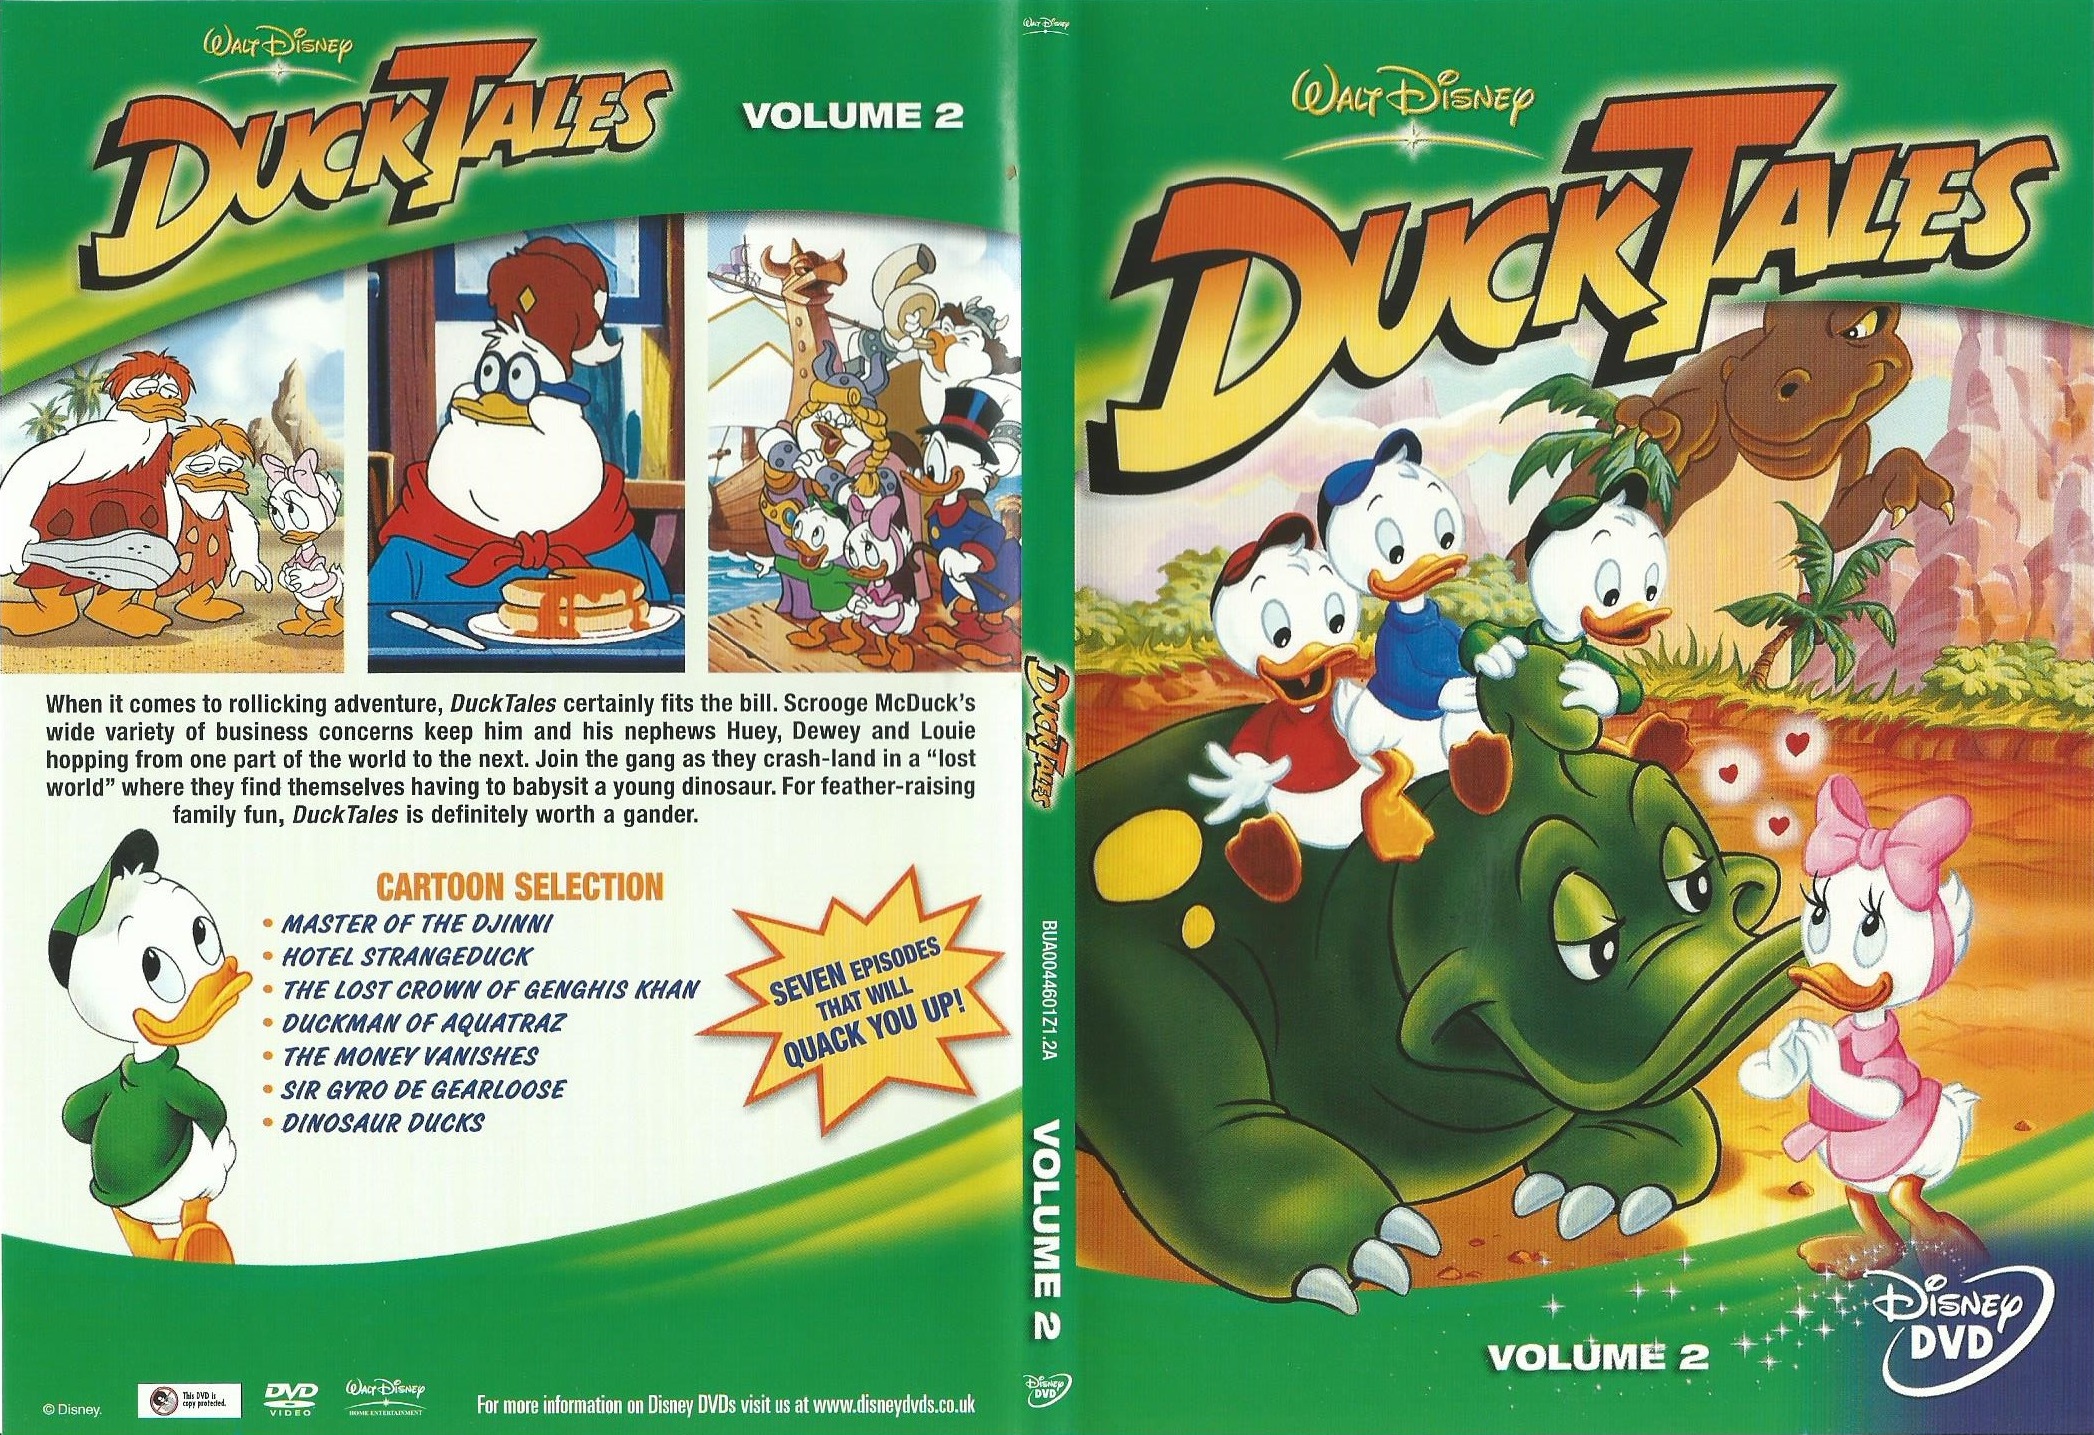 WALT DISNEY
DUCKTALES
VOLUME 2
When it comes to rollicking adventure, DuckTales certainly fits the bill. Scrooge McDuck's
wide variety of business concerns keep him and his nephews Huey, Dewey and Louie
hopping from one part of the world to the next. Join the gang as they crash-land in a “lost
world” where they find themselves having to babysit a young dinosaur. For feather-raising
family fun, DuckTales is definitely worth a gander.
CARTOON SELECTION
• MASTER OF THE DJINNI
• HOTEL STRANGEDUCK
• THE LOST CROWN OF GENGHIS KHAN
• DUCKMAN OF AQUATRAZ
• THE MONEY VANISHES
• SIR GYRO DE GEARLOOSE
• DINOSAUR DUCKS
SEVEN EPISODES
THAT WILL
QUACK YOU UP!
© Disney.
This DVD is
copy protected.
DVD
VIDEO
WALT DISNEY
HOME ENTERTAINMENT
For more information on Disney DVDs visit us at www.disneydvds.co.uk
WALT DISNEY
DUCKTALES
BUA0044601Z1.2A
VOLUME 2
DISNEY
DVD
WALT DISNEY
DUCKTALES
VOLUME 2
DISNEY
DVD